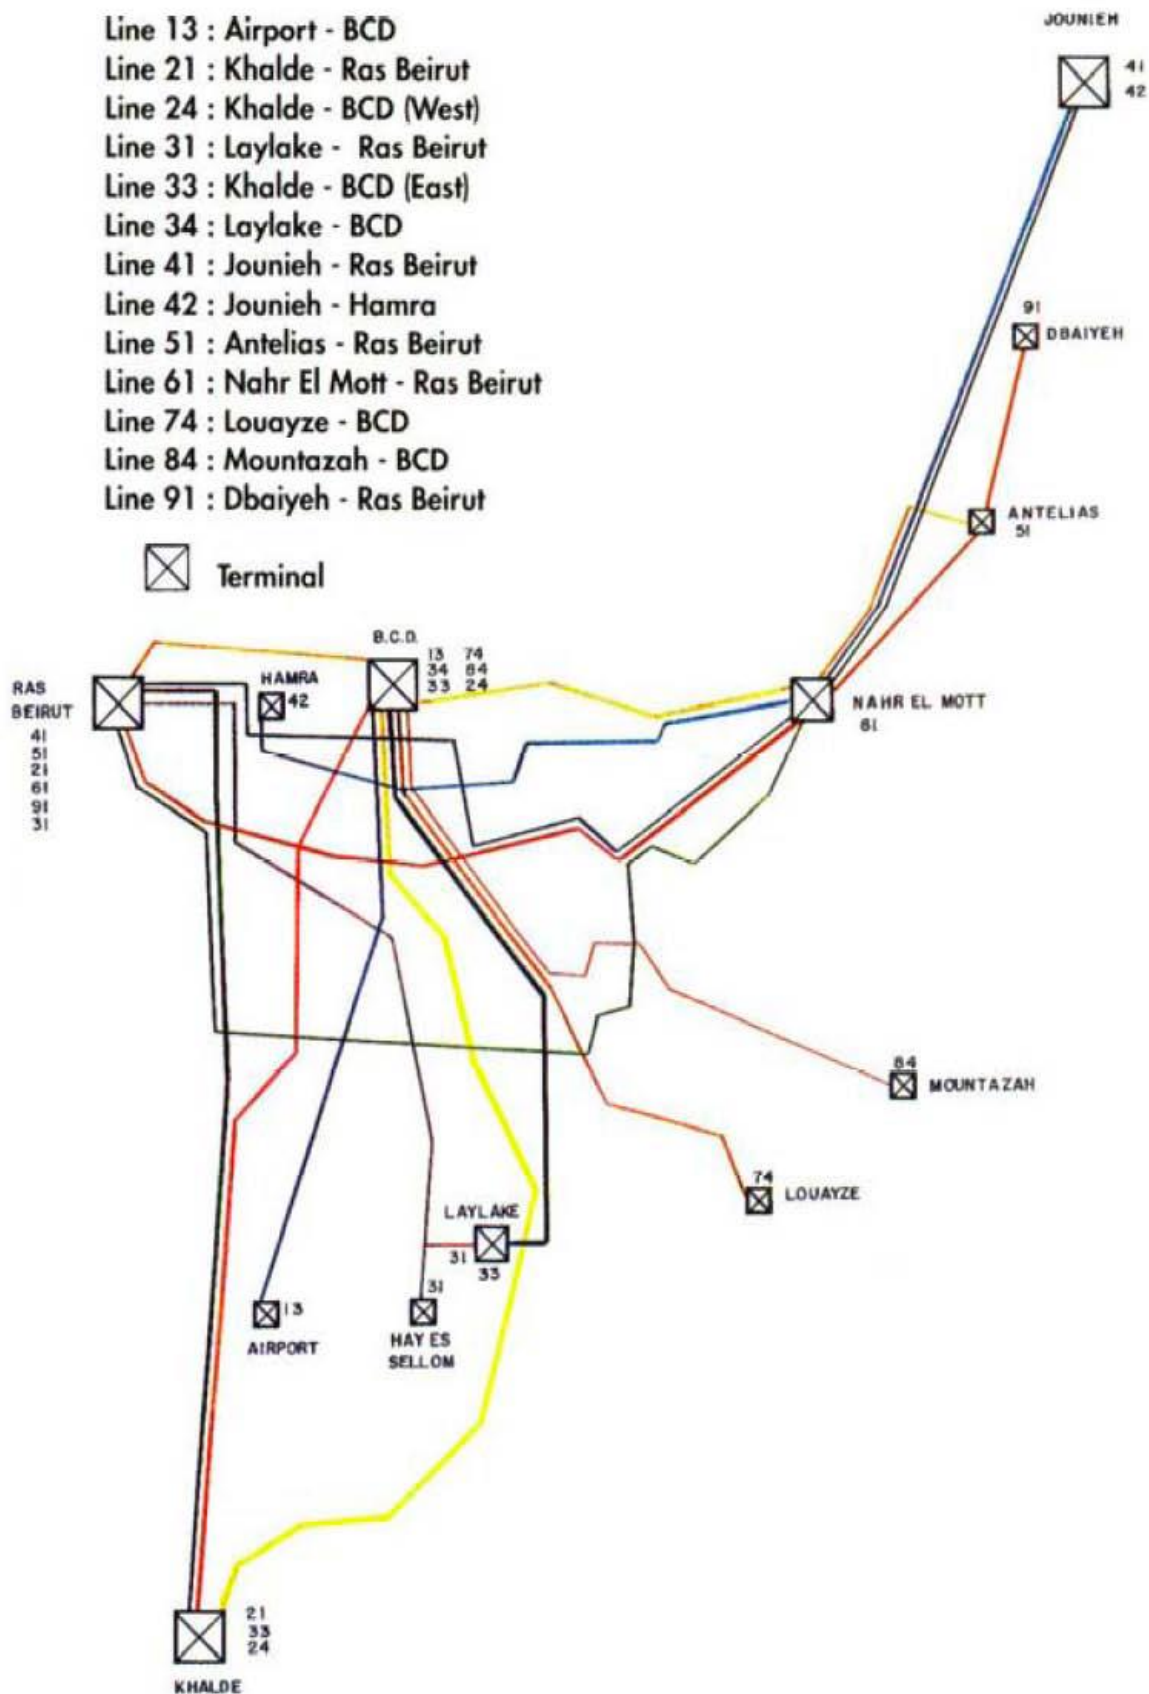 Line 13 : Airport - BCD
Line 21 : Khalde - Ras Beirut
Line 24 : Khalde - BCD (West)
Line 31 : Laylake - Ras Beirut
Line 33 : Khalde - BCD (East)
Line 34 : Laylake - BCD
Line 41 : Jounieh - Ras Beirut
Line 42 : Jounieh - Hamra
Line 51 : Antelias - Ras Beirut
Line 61 : Nahr El Mott - Ras Beirut
Line 74 : Louayze - BCD
Line 84 : Mountazah - BCD
Line 91 : Dbaiyeh - Ras Beirut
Terminal
JOUNIEH
41
42
91
DBAIYEH
ANTELIAS
51
B.C.D.
13 74
34 84
33 24
HAMRA
42
RAS
BEIRUT
41
51
21
61
91
31
NAHR EL MOTT
61
84
MOUNTAZAH
74
LOUAYZE
LAYLAKE
31
33
13
AIRPORT
31
HAY ES
SELLOM
21
33
24
KHALDE